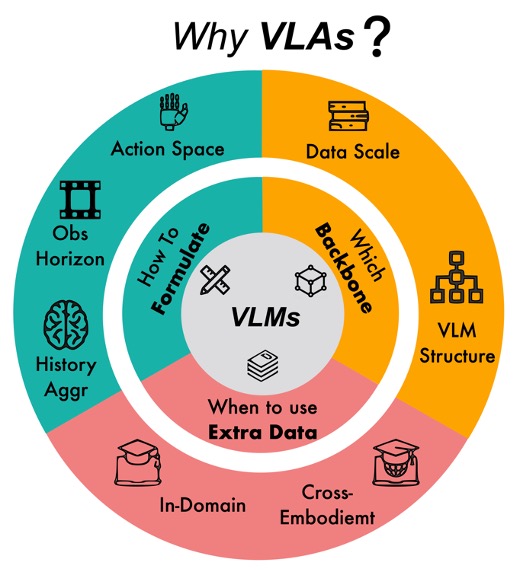 Why VLAs ?
Action Space
Data Scale
Obs
Horizon
How To
Formulate
Which
Backbone
VLMs
History
Aggr
VLM
Structure
When to use
Extra Data
In-Domain
Cross-
Embodiemt